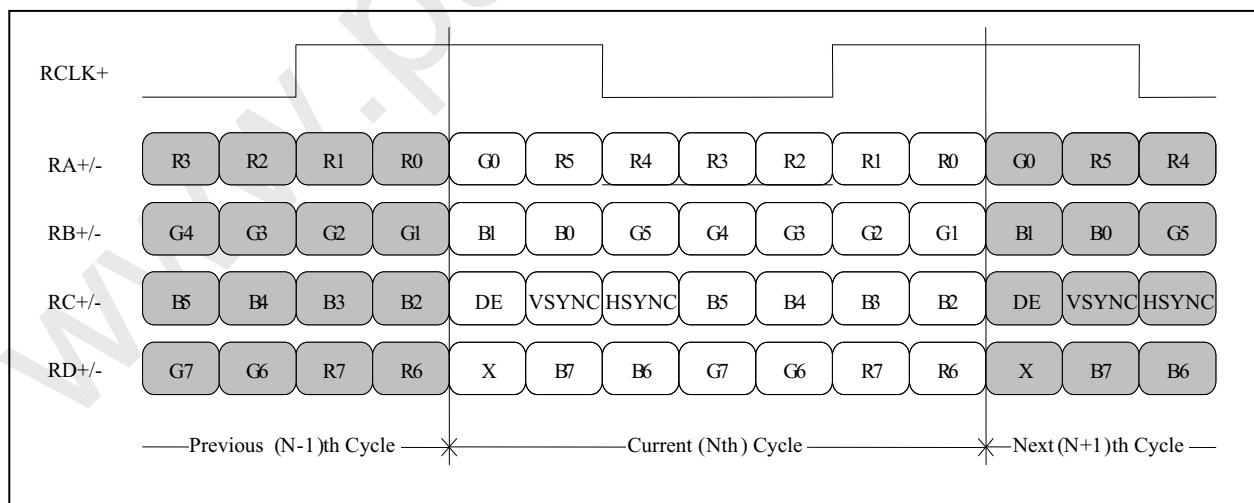 RCLK+
RA+/- R3 R2 R1 R0 G0 R5 R4 R3 R2 R1 R0 G0 R5 R4
RB+/- G4 G3 G2 G1 B1 B0 G5 G4 G3 G2 G1 B1 B0 G5
RC+/- B5 B4 B3 B2 DE VSYNC HSYNC B5 B4 B3 B2 DE VSYNC HSYNC
RD+/- G7 G6 R7 R6 X B7 B6 G7 G6 R7 R6 X B7 B6
Previous (N-1)th Cycle Current (Nth) Cycle Next (N+1)th Cycle
www.p